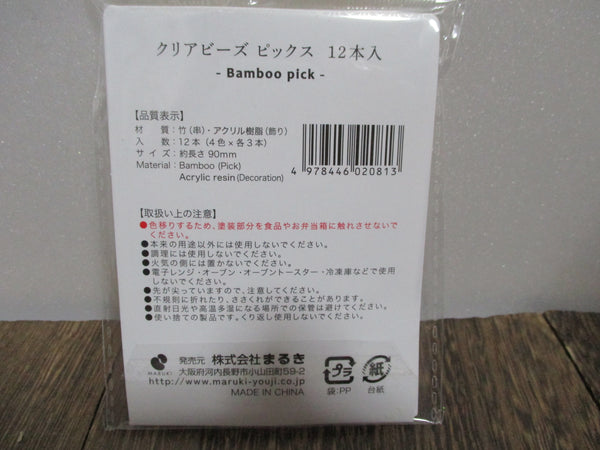 クリアビーズ ピックス 12本入
- Bamboo pick -
【品質表示】
材 質：竹（串）・アクリル樹脂（飾り）
入 数：12本（4色×各3本）
サイズ：約長さ90mm
Material：Bamboo (Pick)
Acrylic resin(Decoration)
4 978446 020813
【取扱い上の注意】
●色移りするため、塗装部分を食品やお弁当箱に触れさせないで
ください。
●本来の用途以外には使用しないでください。
●調理には使用しないでください。
●火気の側には置かないでください。
●電子レンジ・オーブン・オーブントースター・冷凍庫などで使用
しないでください。
●先が尖っていますので、注意してください。
●不規則に折れたり、ささくれができることがあります。
●直射日光や高温多湿になる場所での保管は避けてください。
●使い捨ての製品です。くり返し使用しないでください。
MARUKI
発売元 株式会社まるき
大阪府河内長野市小山田町59-2
http://www.maruki-youji.co.jp
MADE IN CHINA
プラ
袋:PP
紙
台紙